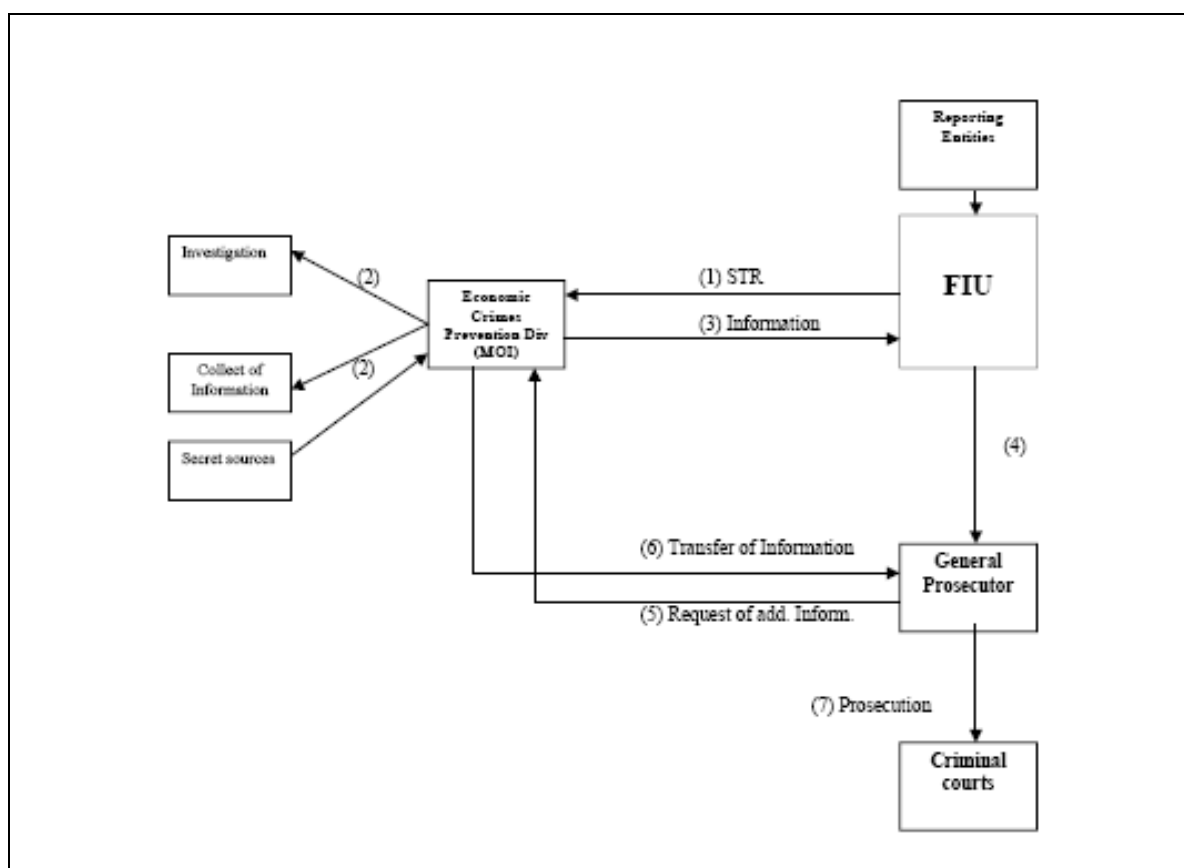 Reporting
Entities
FIU
Investigation
(2)
(1) STR
Economic
Crimes
Prevention Div
(MOI)
(3) Information
Collect of
Information
(2)
Secret sources
(4)
(6) Transfer of Information
General
Prosecutor
(5) Request of add. Inform.
(7) Prosecution
Criminal
courts